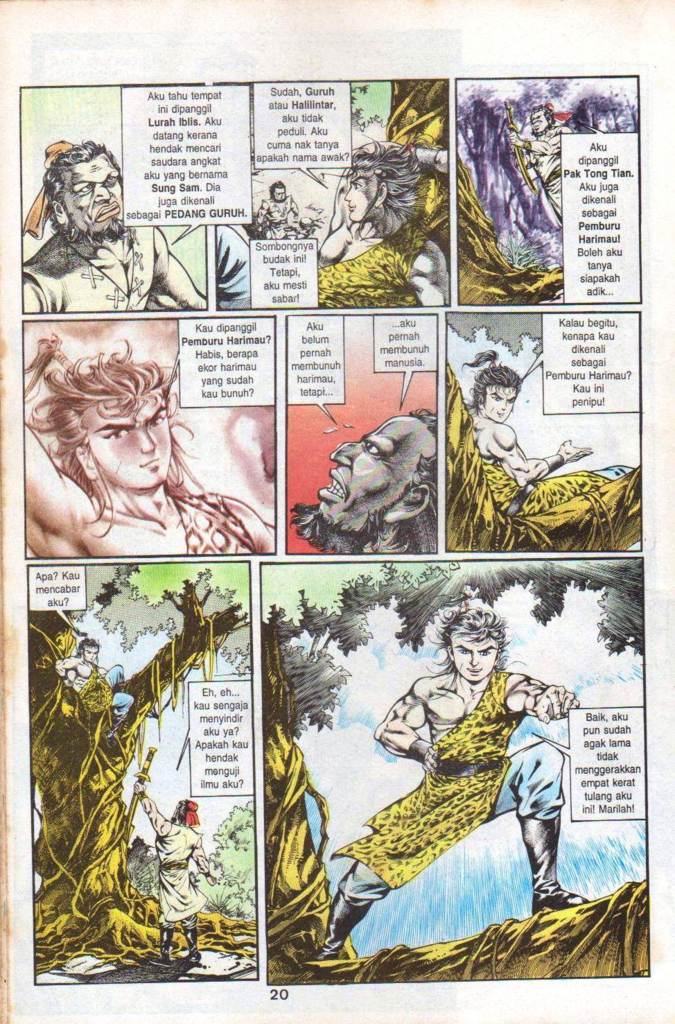 Aku tahu tempat
ini dipanggil
Lurah Iblis. Aku
datang kerana
hendak mencari
saudara angkat
aku yang bernama
Sung Sam. Dia
juga dikenali
sebagai PEDANG GURUH.
Sudah, Guruh
atau Halilintar,
aku tidak
peduli. Aku
cuma nak tanya
apakah nama awak?
Sombongnya
budak ini!
Tetapi,
aku mesti
sabar!
Aku
dipanggil
Pak Tong Tian.
Aku juga
dikenali
sebagai
Pemburu
Harimau!
Boleh aku
tanya
siapakah
adik...
Kau dipanggil
Pemburu Harimau?
Habis, berapa
ekor harimau
yang sudah
kau bunuh?
Aku
belum
pernah
membunuh
harimau,
tetapi...
...aku
pernah
membunuh
manusia.
Kalau begitu,
kenapa kau
dikenali
sebagai
Pemburu Harimau?
Kau ini
penipu!
Apa? Kau
mencabar
aku?
Eh, eh...
kau sengaja
menyindir
aku ya?
Apakah kau
hendak
menguji
ilmu aku?
Baik, aku
pun sudah
agak lama
tidak
menggerakkan
empat kerat
tulang aku
ini! Marilah!
20